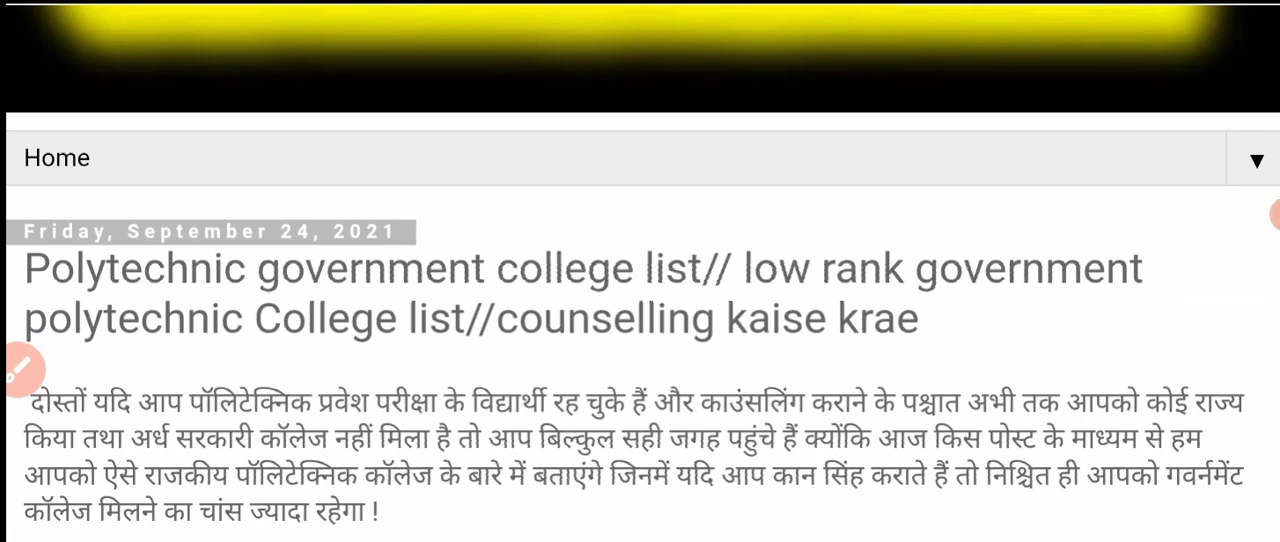 Home
▼
Friday, September 24, 2021
Polytechnic government college list// low rank government
polytechnic College list//counselling kaise krae
दोस्तों यदि आप पॉलिटेक्निक प्रवेश परीक्षा के विद्यार्थी रह चुके हैं और काउंसलिंग कराने के पश्चात अभी तक आपको कोई राज्य
किया तथा अर्ध सरकारी कॉलेज नहीं मिला है तो आप बिल्कुल सही जगह पहुंचे हैं क्योंकि आज किस पोस्ट के माध्यम से हम
आपको ऐसे राजकीय पॉलिटेक्निक कॉलेज के बारे में बताएंगे जिनमें यदि आप कान सिंह कराते हैं तो निश्चित ही आपको गवर्नमेंट
कॉलेज मिलने का चांस ज्यादा रहेगा !